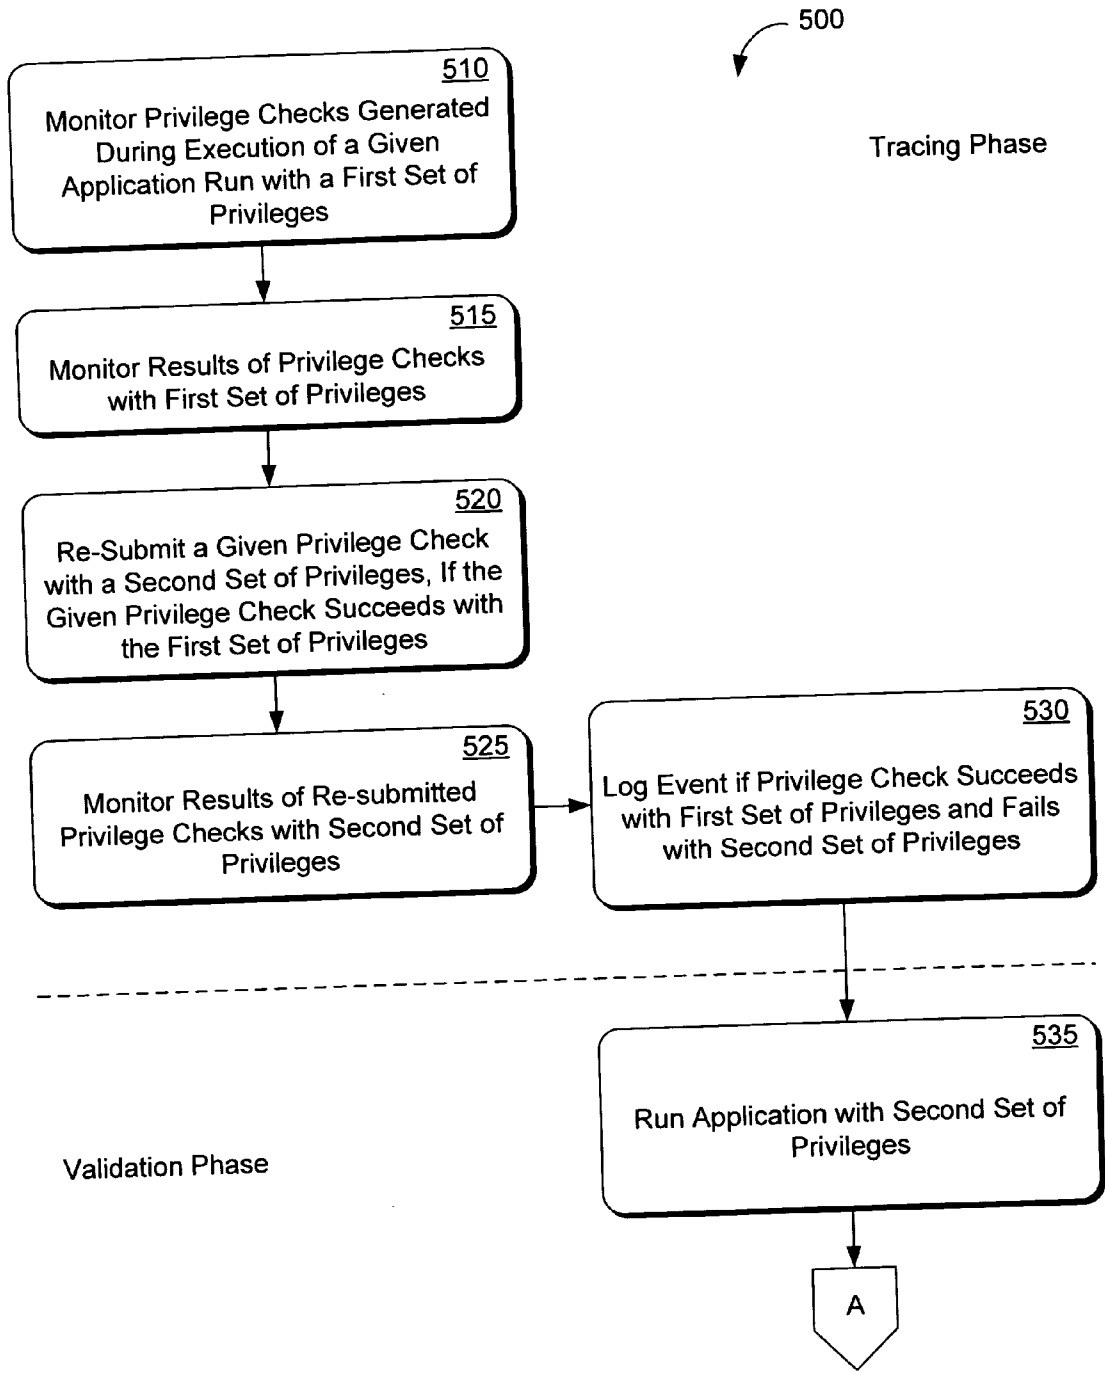 500
510
Monitor Privilege Checks Generated
During Execution of a Given
Application Run with a First Set of
Privileges
Tracing Phase
515
Monitor Results of Privilege Checks
with First Set of Privileges
520
Re-Submit a Given Privilege Check
with a Second Set of Privileges, If the
Given Privilege Check Succeeds with
the First Set of Privileges
525
Monitor Results of Re-submitted
Privilege Checks with Second Set of
Privileges
530
Log Event if Privilege Check Succeeds
with First Set of Privileges and Fails
with Second Set of Privileges
535
Run Application with Second Set of
Privileges
Validation Phase
A